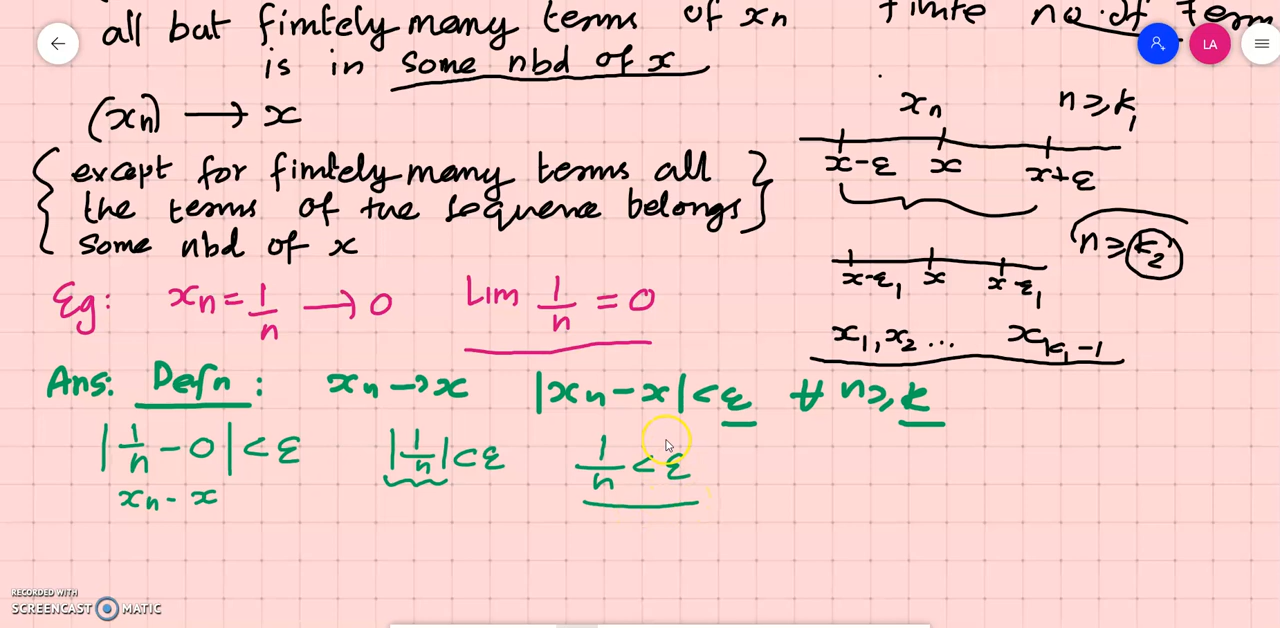 all but finitely many terms of xn
is in some nbd of x
finite no. of term
LA
(xn) → x
{ except for finitely many terms all
the terms of the sequence belongs
some nbd of x }
xn n ≥ k1
x-ε x x+ε
n ≥ k2
x-ε1 x x-ε1
x1, x2 ... xk1-1
Eg: xn = 1/n → 0 Lim 1/n = 0
Ans: Defn : xn → x |xn - x| < ε ∀ n ≥ k
|1/n - 0| < ε |1/n| < ε 1/n < ε
xn - x
RECORDED WITH
SCREENCAST MATIC